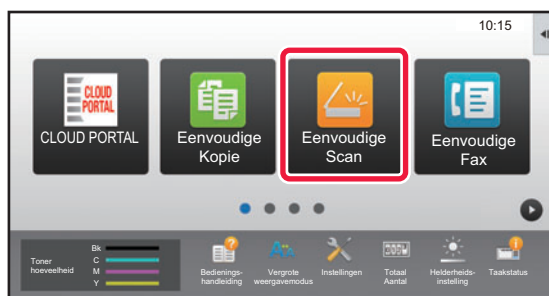 10:15
CLOUD
PORTAL
CLOUD PORTAL
Eenvoudige
Kopie
Eenvoudige
Scan
Eenvoudige
Fax
Toner
hoeveelheid
Bk
C
M
Y
Bedienings-
handleiding
Vergrote
weergavemodus
Instellingen
Totaal
Aantal
Helderheids-
instelling
Taakstatus